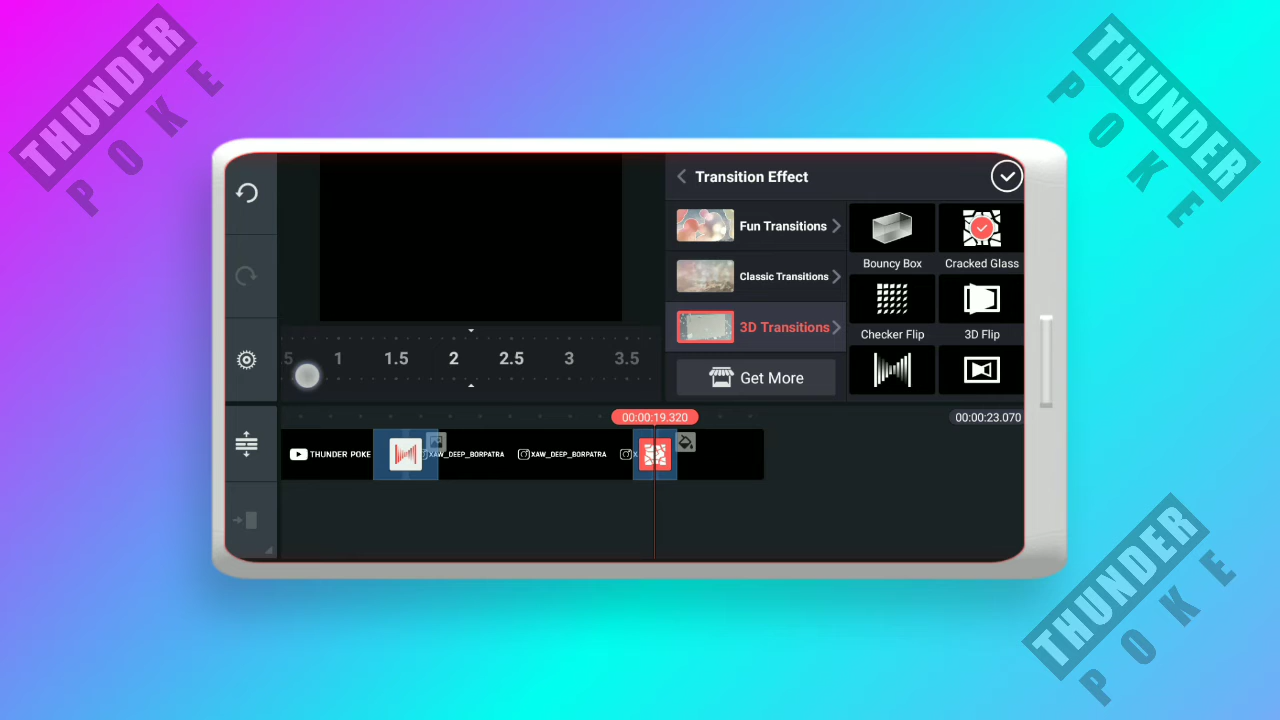 THUNDER
POKE
THUNDER
POKE
Transition Effect
Fun Transitions
Bouncy Box
Cracked Glass
Classic Transitions
3D Transitions
Checker Flip
3D Flip
Get More
.5 1 1.5 2 2.5 3 3.5
00:00:19.320
00:00:23.070
THUNDER POKE
XAW_DEEP_BORPATRA
XAW_DEEP_BORPATRA
X
THUNDER
POKE